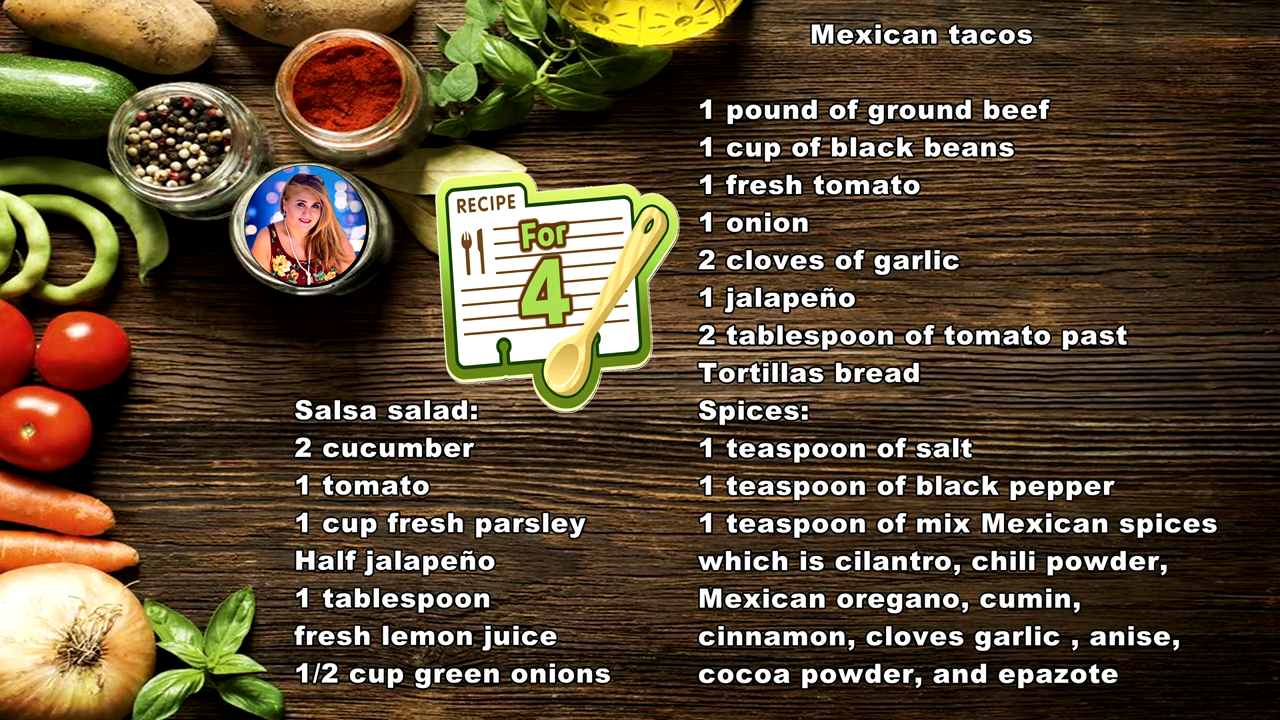 Mexican tacos
1 pound of ground beef
1 cup of black beans
1 fresh tomato
1 onion
2 cloves of garlic
1 jalapeño
2 tablespoon of tomato past
Tortillas bread
Spices:
1 teaspoon of salt
1 teaspoon of black pepper
1 teaspoon of mix Mexican spices
which is cilantro, chili powder,
Mexican oregano, cumin,
cinnamon, cloves garlic , anise,
cocoa powder, and epazote
RECIPE
For
4
Salsa salad:
2 cucumber
1 tomato
1 cup fresh parsley
Half jalapeño
1 tablespoon
fresh lemon juice
1/2 cup green onions